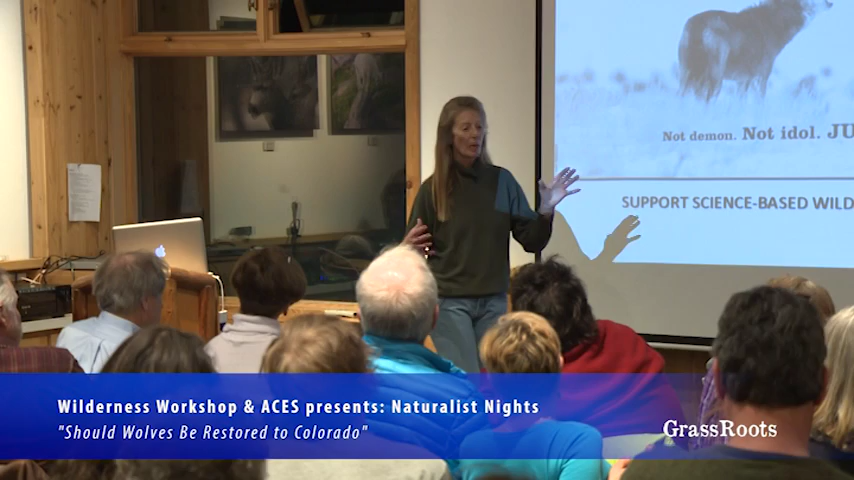 Not demon. Not idol. JU
SUPPORT SCIENCE-BASED WILD
Wilderness Workshop & ACES presents: Naturalist Nights
"Should Wolves Be Restored to Colorado"
GrassRoots